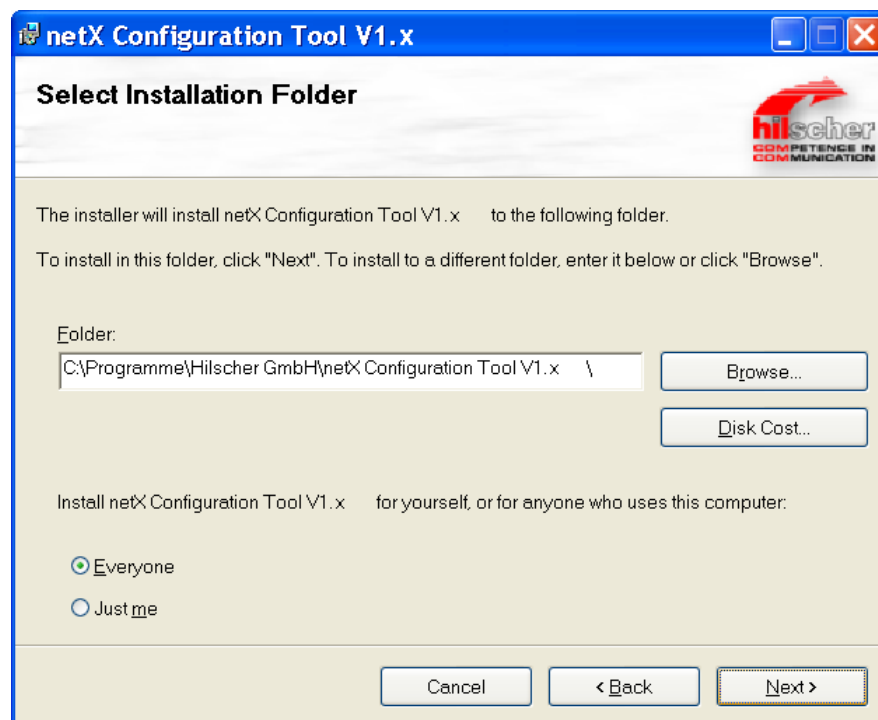 netX Configuration Tool V1.x
Select Installation Folder
hilscher
COMPETENCE IN
COMMUNICATION
The installer will install netX Configuration Tool V1.x to the following folder.
To install in this folder, click "Next". To install to a different folder, enter it below or click "Browse".
Folder:
C:\Programme\Hilscher GmbH\netX Configuration Tool V1.x \
Browse...
Disk Cost...
Install netX Configuration Tool V1.x for yourself, or for anyone who uses this computer:
Everyone
Just me
Cancel
< Back
Next >